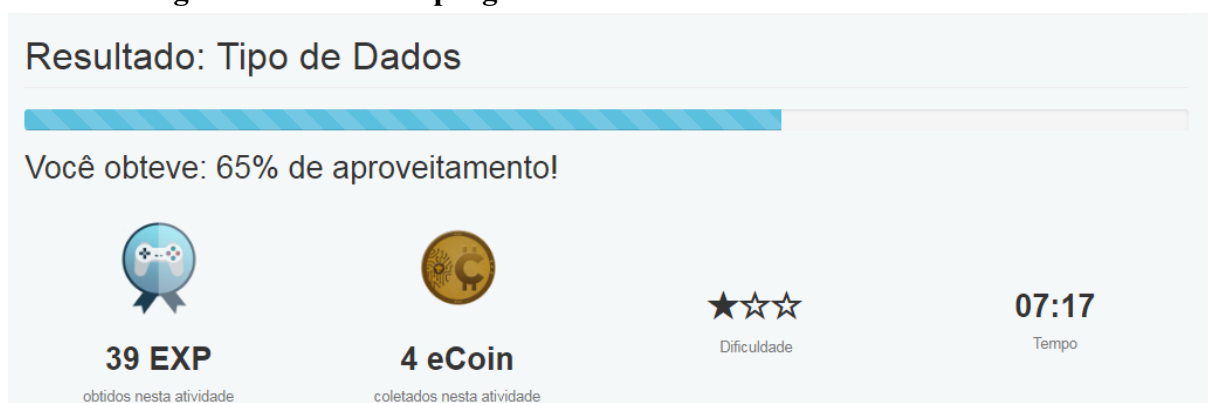 Resultado: Tipo de Dados
Você obteve: 65% de aproveitamento!
39 EXP
obtidos nesta atividade
4 eCoin
coletados nesta atividade
★☆☆
Dificuldade
07:17
Tempo